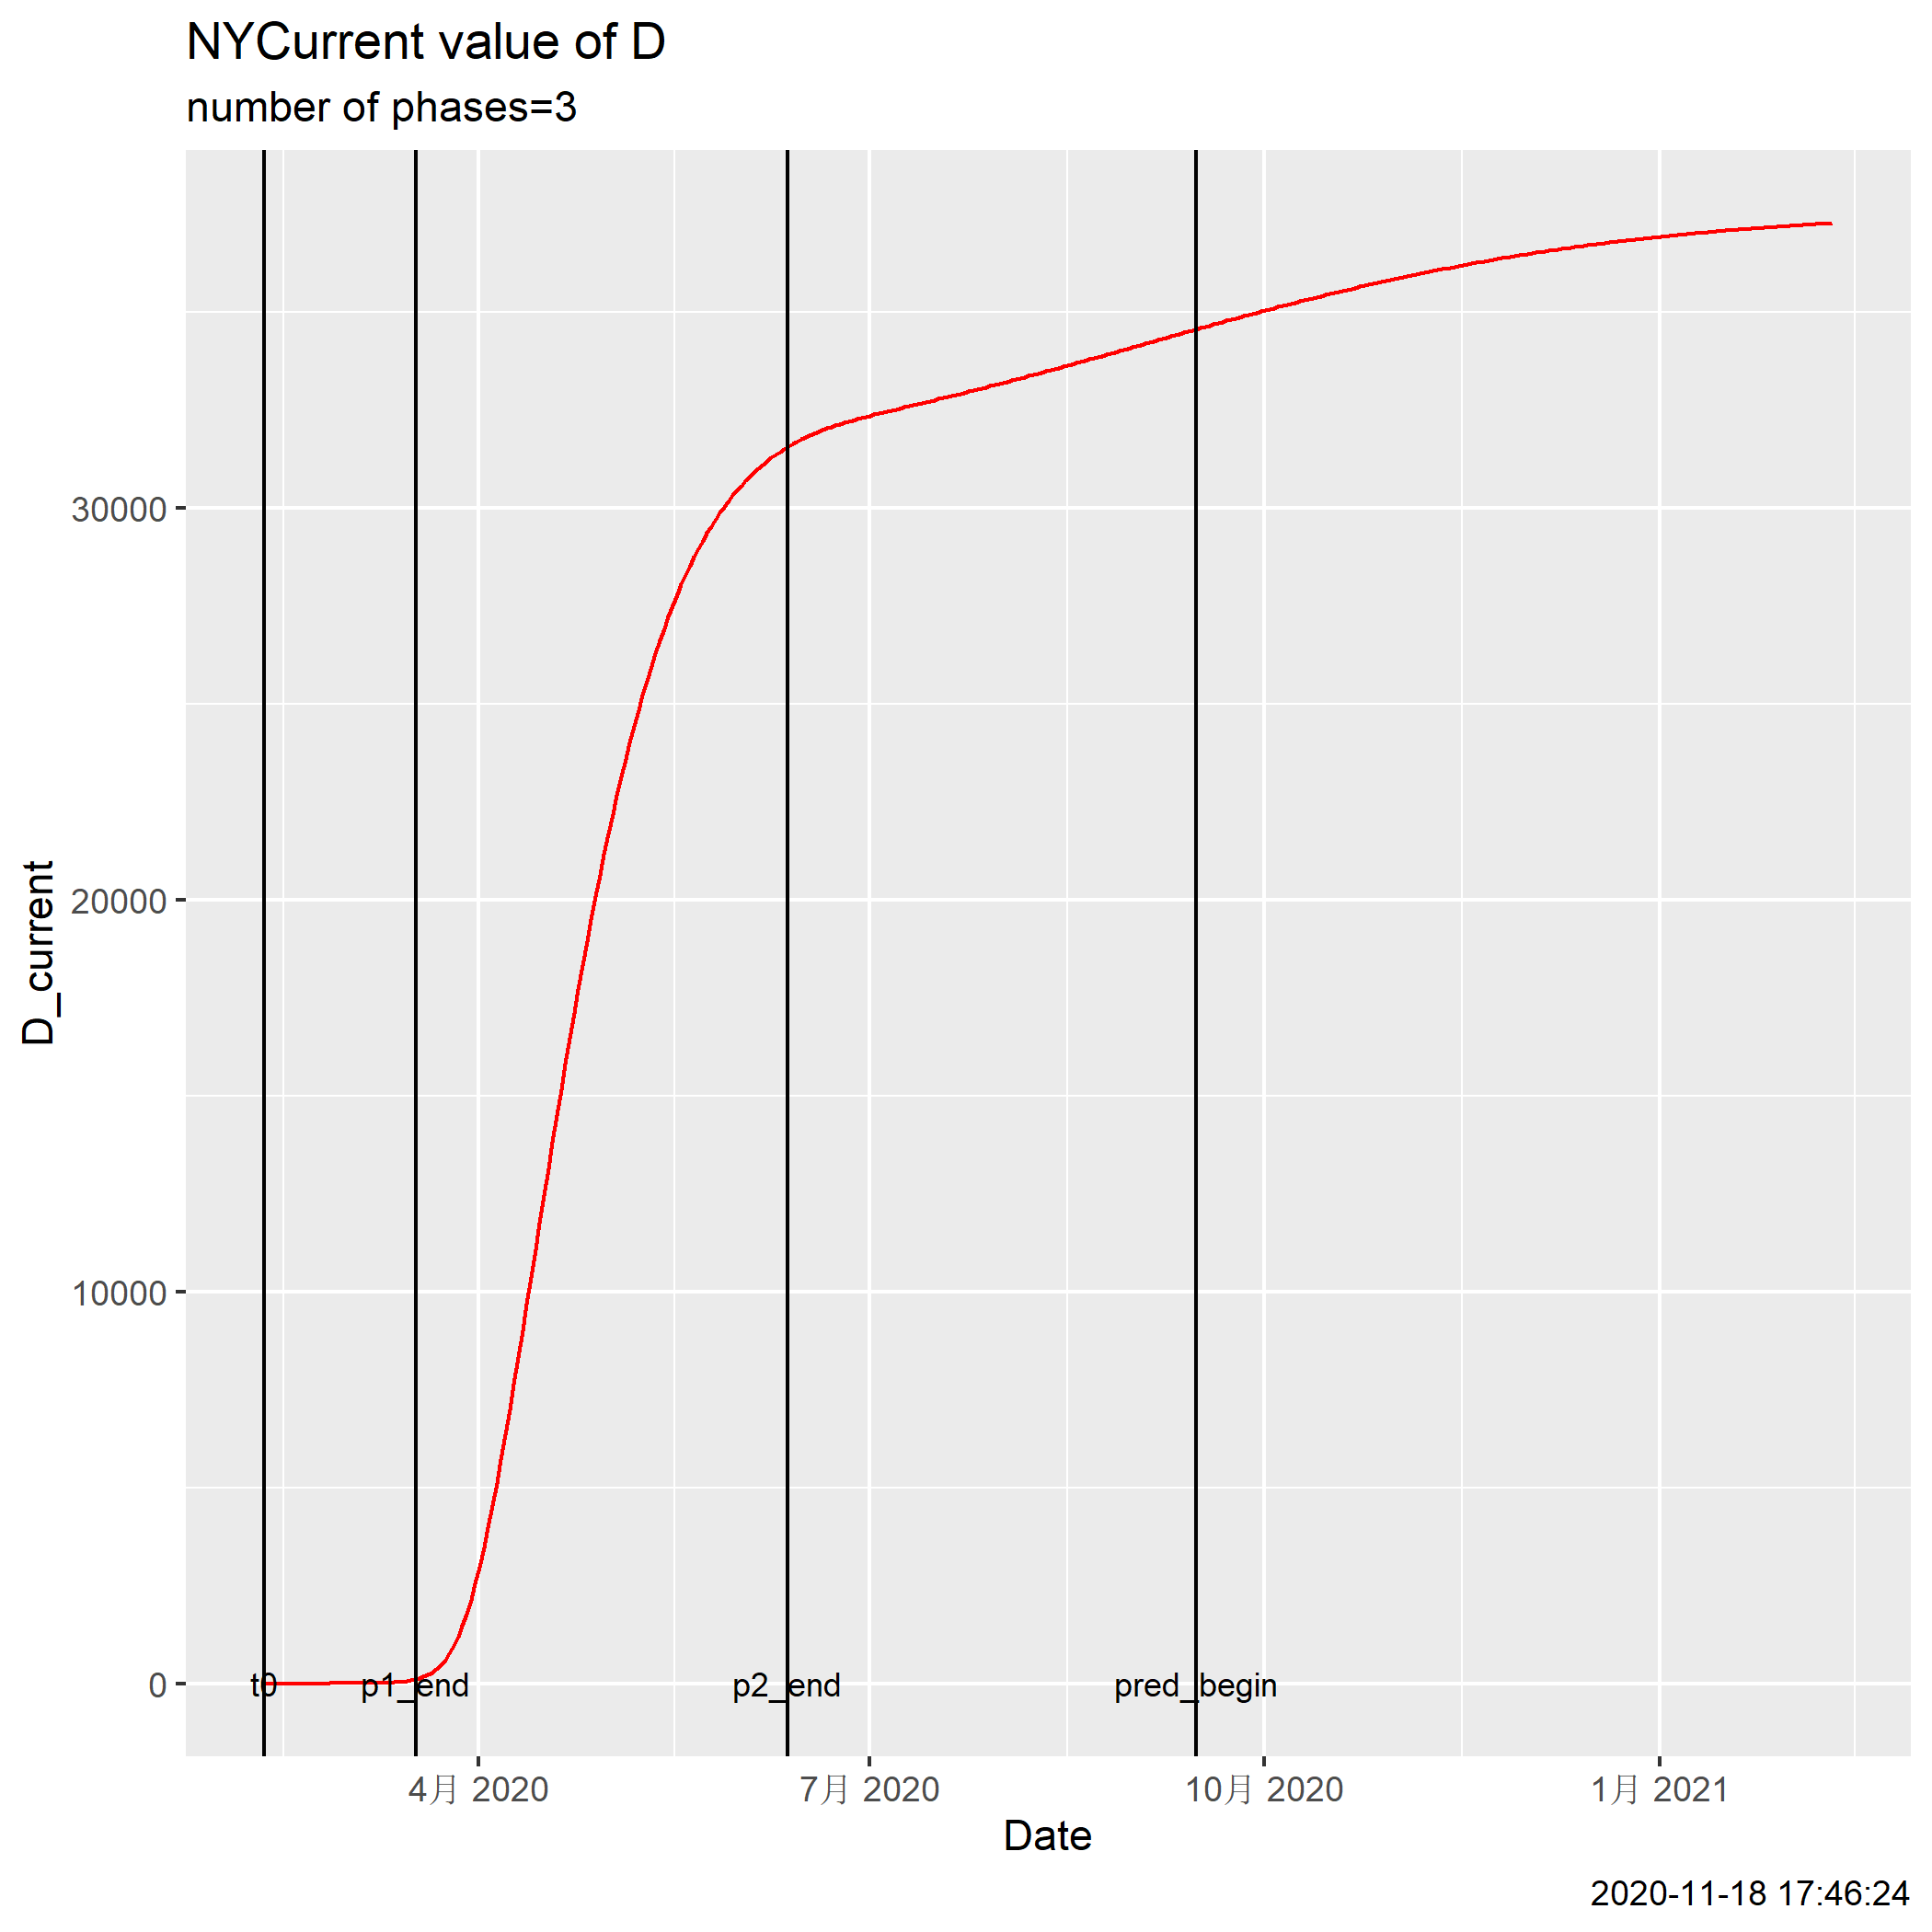 NYCurrent value of D
number of phases=3
D_current
30000
20000
10000
0
t0 p1_end p2_end pred_begin
4月 2020 7月 2020 10月 2020 1月 2021
Date
2020-11-18 17:46:24